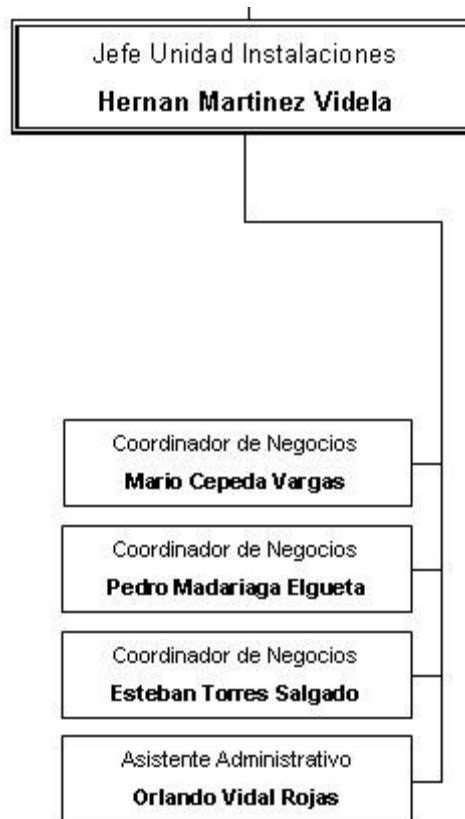 Jefe Unidad Instalaciones
Hernan Martinez Videla
Coordinador de Negocios
Mario Cepeda Vargas
Coordinador de Negocios
Pedro Madariaga Elgueta
Coordinador de Negocios
Esteban Torres Salgado
Asistente Administrativo
Orlando Vidal Rojas